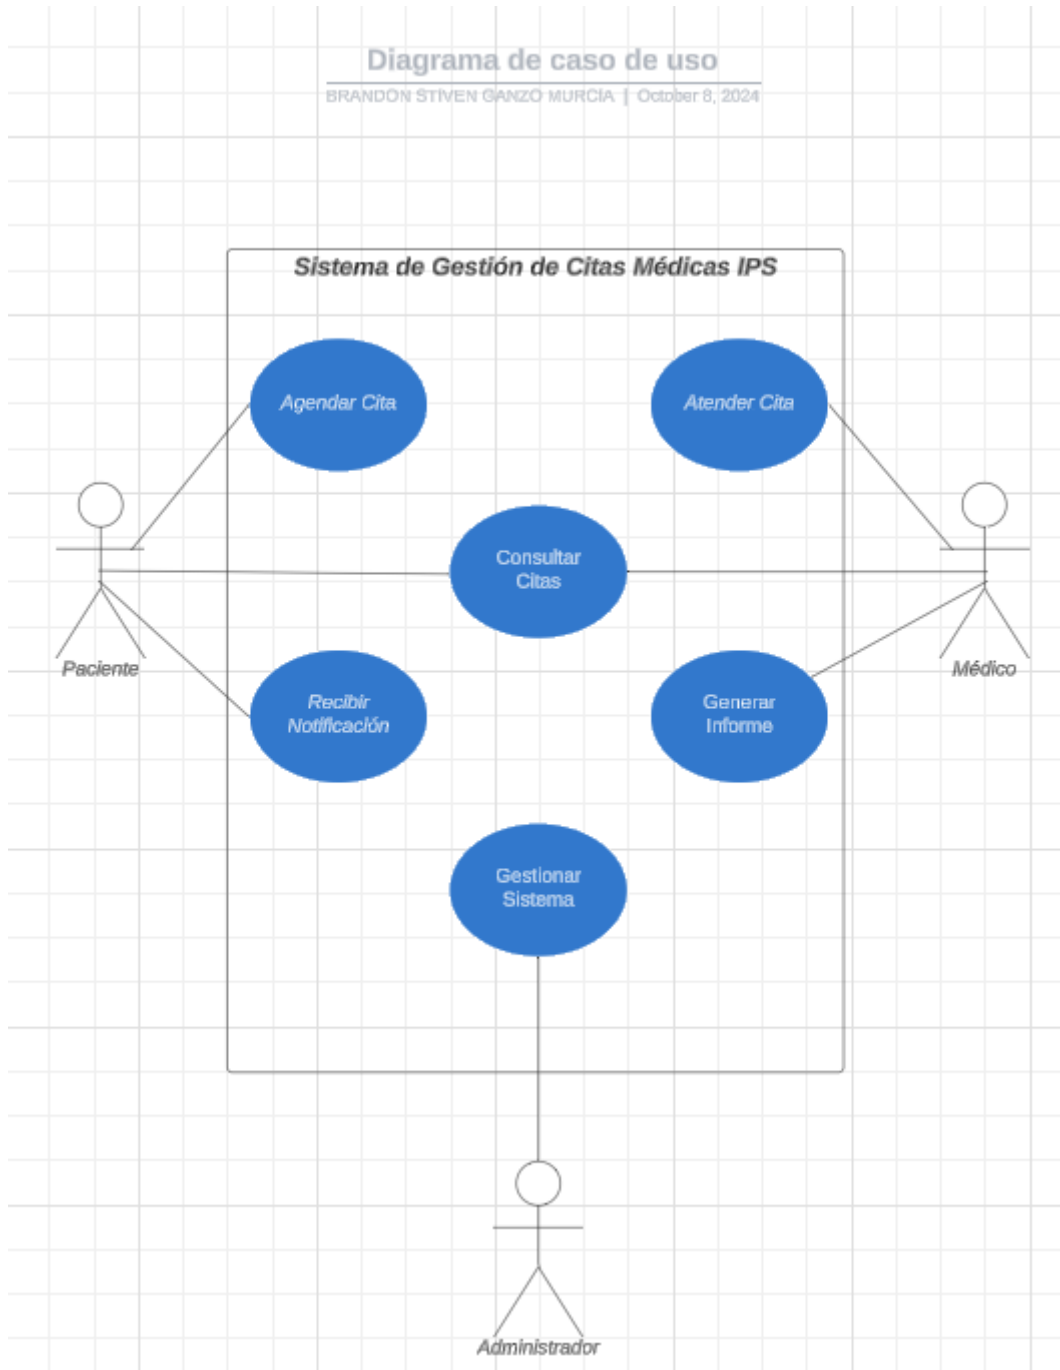 Diagrama de caso de uso
BRANDON STIVEN GANZO MURCIA | October 8, 2024
Sistema de Gestión de Citas Médicas IPS
Agendar Cita
Atender Cita
Consultar
Citas
Paciente
Médico
Recibir
Notificación
Generar
Informe
Gestionar
Sistema
Administrador